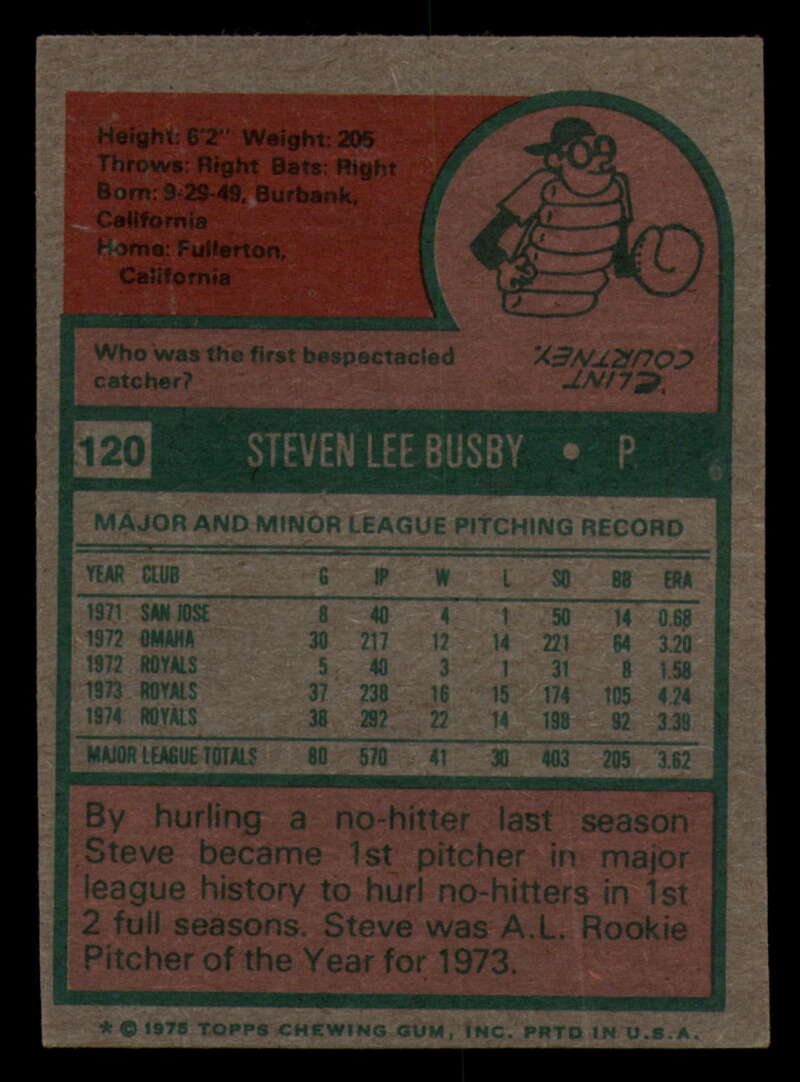 Height: 6'2" Weight: 205
Throws: Right Bats: Right
Born: 9-29-49, Burbank,
California
Home: Fullerton,
California
Who was the first bespectacled
catcher?
CLINT
COURTNEY.
120 STEVEN LEE BUSBY • P
MAJOR AND MINOR LEAGUE PITCHING RECORD
YEAR CLUB G IP W L SO BB ERA
1971 SAN JOSE 8 40 4 1 50 14 0.68
1972 OMAHA 30 217 12 14 221 64 3.20
1972 ROYALS 5 40 3 1 31 8 1.58
1973 ROYALS 37 238 16 15 174 105 4.24
1974 ROYALS 38 292 22 14 198 92 3.39
MAJOR LEAGUE TOTALS 80 570 41 30 403 205 3.62
By hurling a no-hitter last season
Steve became 1st pitcher in major
league history to hurl no-hitters in 1st
2 full seasons. Steve was A.L. Rookie
Pitcher of the Year for 1973.
* © 1975 TOPPS CHEWING GUM, INC. PRTD IN U.S.A.